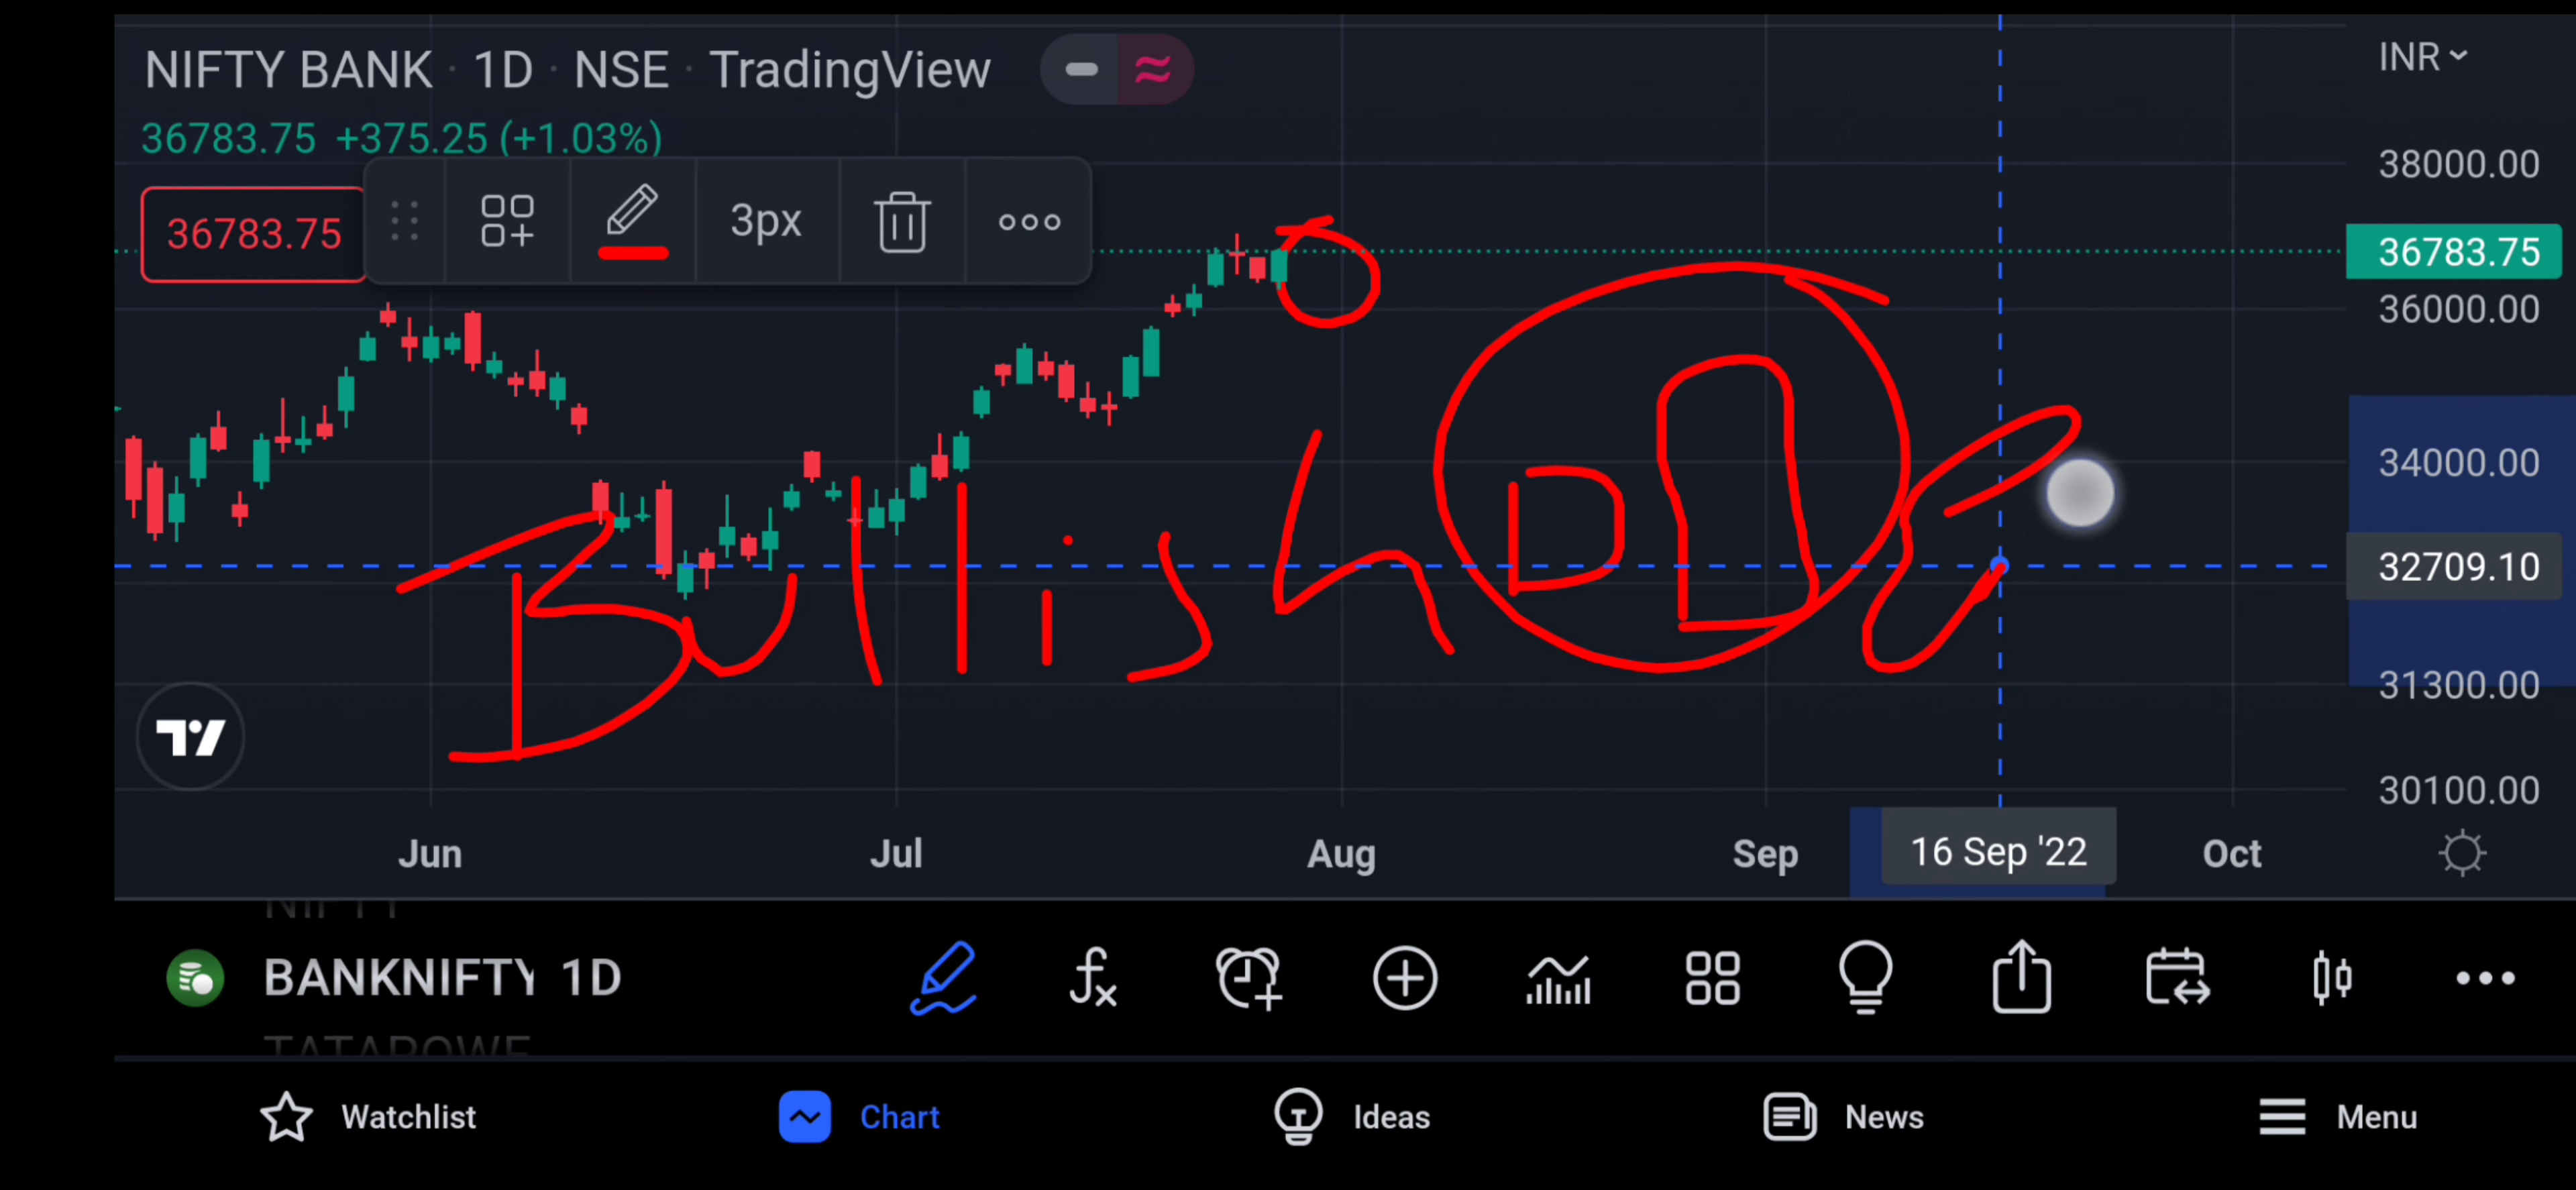 NIFTY BANK · 1D · NSE · TradingView
INR
36783.75 +375.25 (+1.03%)
36783.75
3px
38000.00
36783.75
36000.00
34000.00
32709.10
31300.00
30100.00
Bullish
Jun Jul Aug Sep 16 Sep '22 Oct
NIFTY
BANKNIFTY 1D
TATAPOWE
Watchlist Chart Ideas News Menu